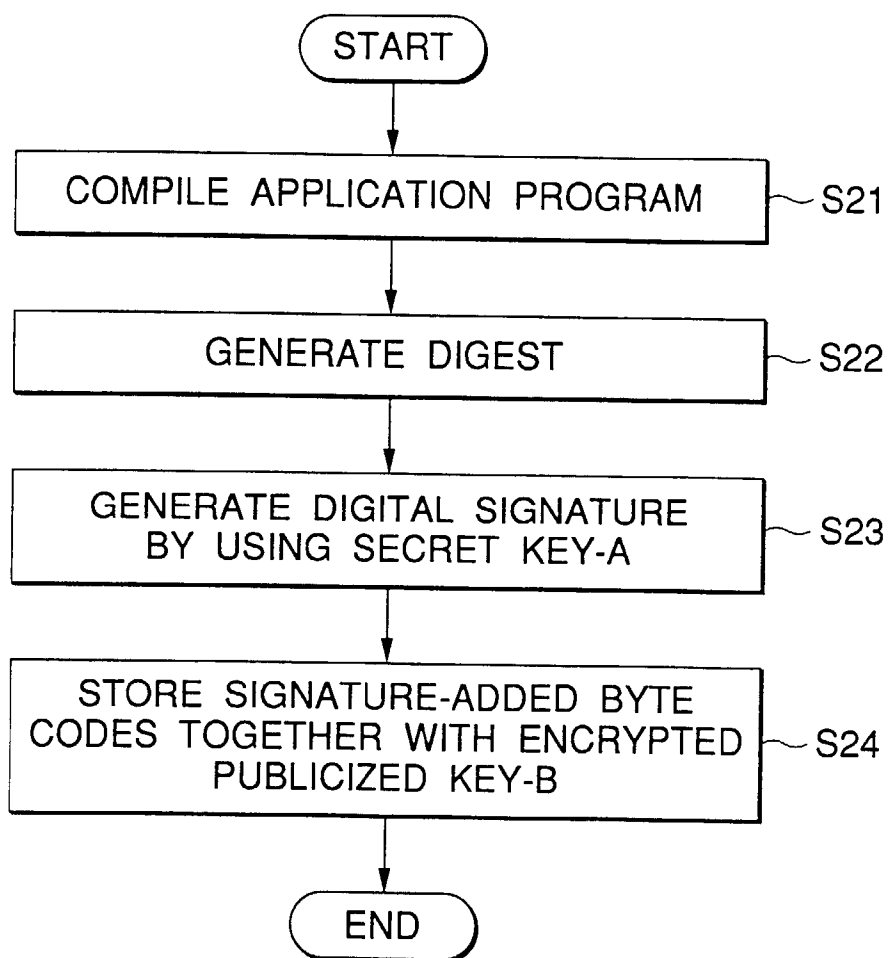 START
COMPILE APPLICATION PROGRAM
S21
GENERATE DIGEST
S22
GENERATE DIGITAL SIGNATURE
BY USING SECRET KEY-A
S23
STORE SIGNATURE-ADDED BYTE
CODES TOGETHER WITH ENCRYPTED
PUBLICIZED KEY-B
S24
END